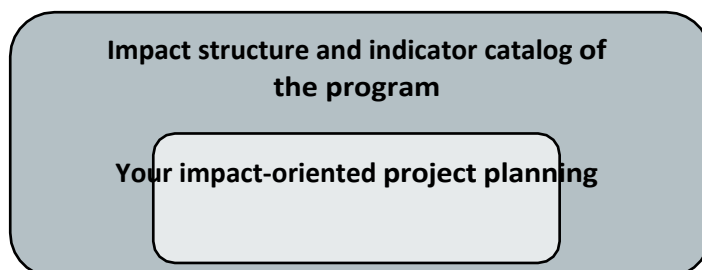 Impact structure and indicator catalog of
the program
Your impact-oriented project planning